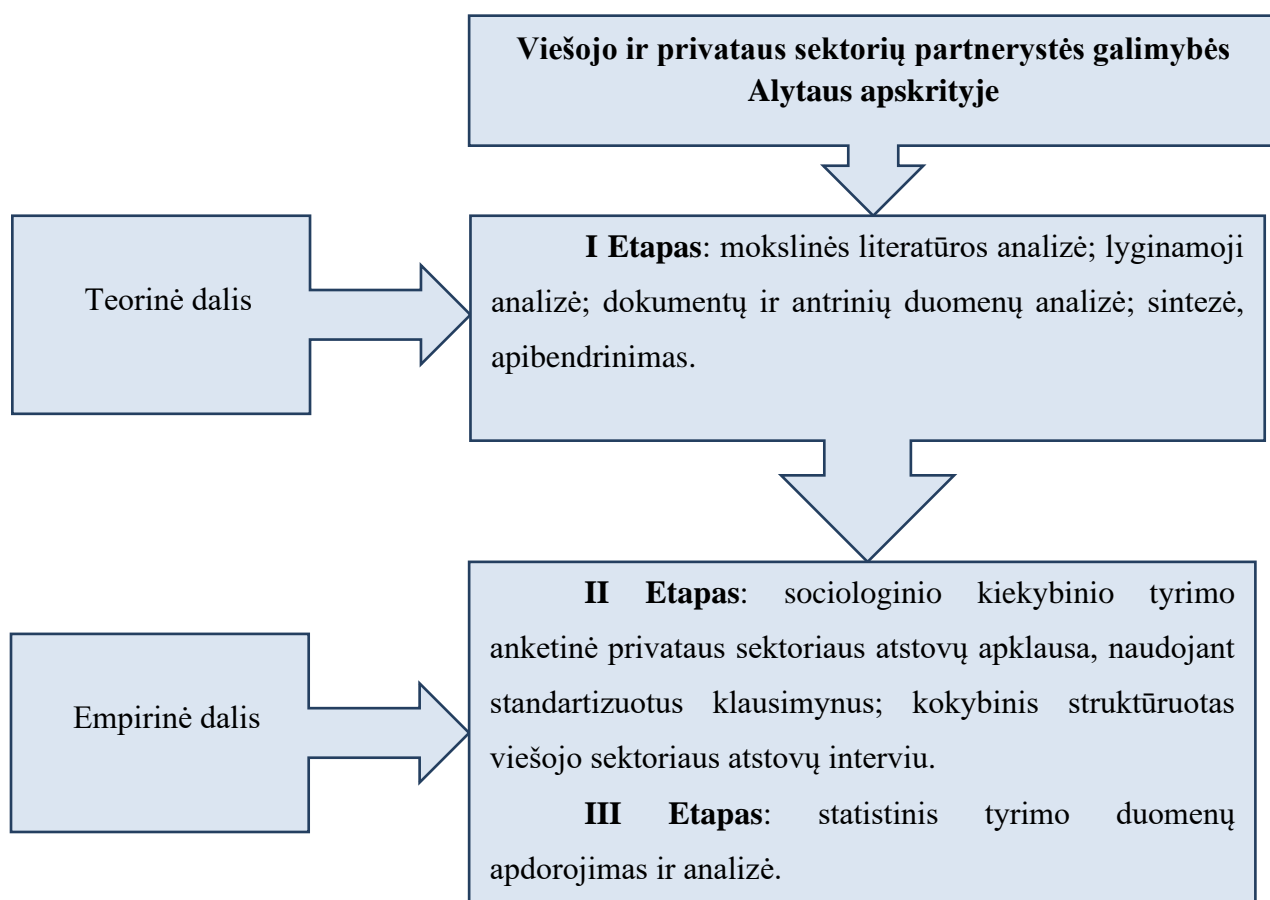 Viešojo ir privataus sektorių partnerystės galimybės
Alytaus apskrityje
Teorinė dalis
I Etapas: mokslinės literatūros analizė; lyginamoji
analizė; dokumentų ir antrinių duomenų analizė; sintezė,
apibendrinimas.
Empirinė dalis
II Etapas: sociologinio kiekybinio tyrimo
anketinė privataus sektoriaus atstovų apklausa, naudojant
standartizuotus klausimynus; kokybinis struktūruotas
viešojo sektoriaus atstovų interviu.
III Etapas: statistinis tyrimo duomenų
apdorojimas ir analizė.